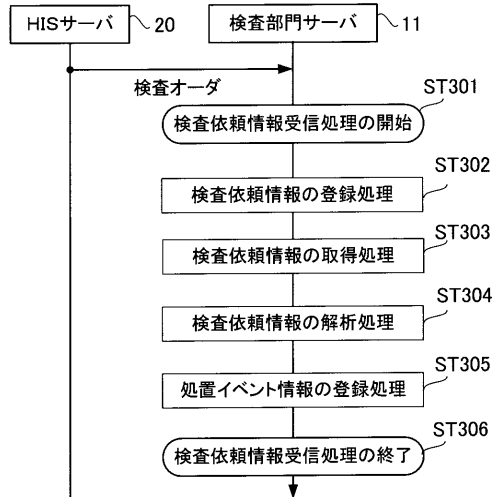 HISサーバ
20
検査部門サーバ
11
検査オーダ
ST301
検査依頼情報受信処理の開始
ST302
検査依頼情報の登録処理
ST303
検査依頼情報の取得処理
ST304
検査依頼情報の解析処理
ST305
処置イベント情報の登録処理
ST306
検査依頼情報受信処理の終了